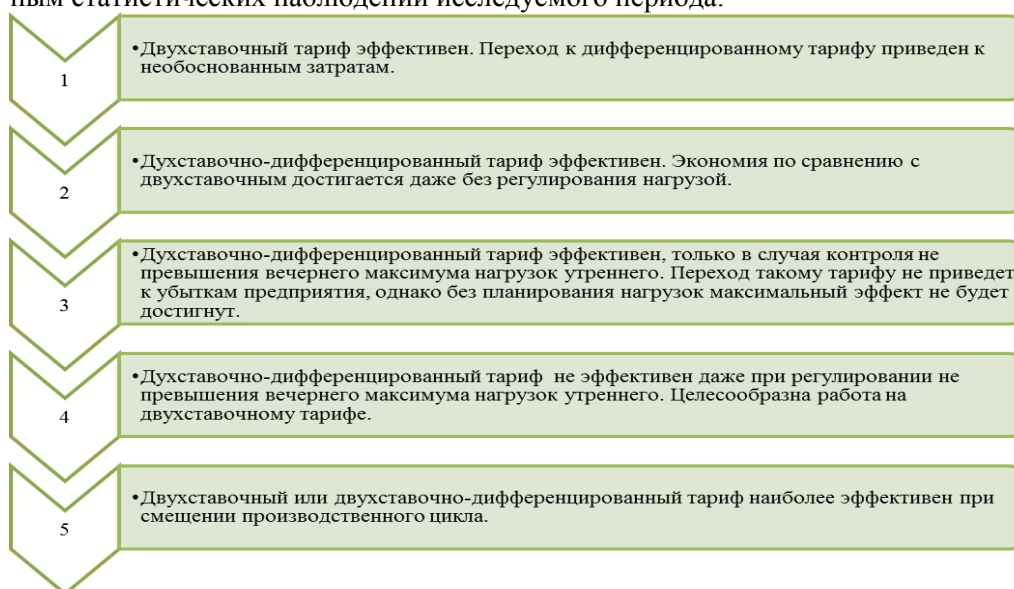 ным статистических наблюдений исследуемого периода.
•Двухставочный тариф эффективен. Переход к дифференцированному тарифу приведен к
необоснованным затратам.
1
•Духставочно-дифференцированный тариф эффективен. Экономия по сравнению с
двухставочным достигается даже без регулирования нагрузой.
2
•Духставочно-дифференцированный тариф эффективен, только в случая контроля не
превышения вечернего максимума нагрузок утреннего. Переход такому тарифу не приведет
к убыткам предприятия, однако без планирования нагрузок максимальный эффект не будет
достигнут.
3
•Духставочно-дифференцированный тариф не эффективен даже при регулировании не
превышения вечернего максимума нагрузок утреннего. Целесообразна работа на
двухставочному тарифе.
4
•Двухставочный или двухставочно-дифференцированный тариф наиболее эффективен при
смещении производственного цикла.
5